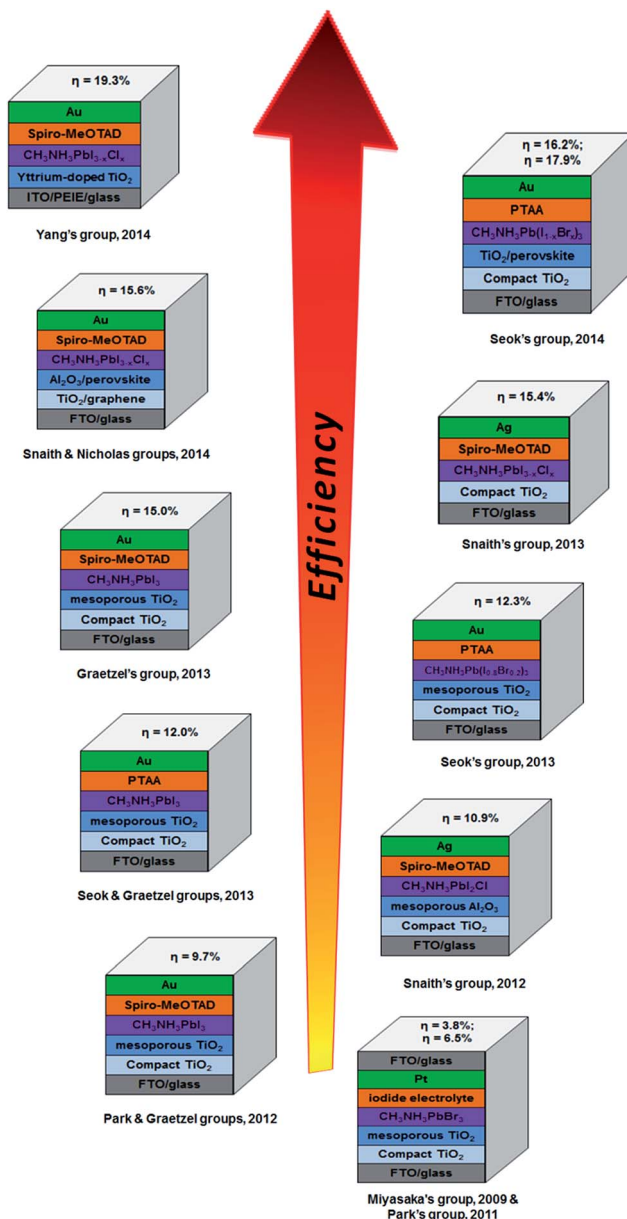 η = 19.3%
Au
Spiro-MeOTAD
CH₃NH₃PbI₃₋ₓClₓ
Yttrium-doped TiO₂
ITO/PEIE/glass
Yang's group, 2014
η = 16.2%;
η = 17.9%
Au
PTAA
CH₃NH₃Pb(I₁₋ₓBrₓ)₃
TiO₂/perovskite
Compact TiO₂
FTO/glass
Seok's group, 2014
η = 15.6%
Au
Spiro-MeOTAD
CH₃NH₃PbI₃₋ₓClₓ
Al₂O₃/perovskite
TiO₂/graphene
FTO/glass
Snaith & Nicholas groups, 2014
η = 15.4%
Ag
Spiro-MeOTAD
CH₃NH₃PbI₃₋ₓClₓ
Compact TiO₂
FTO/glass
Snaith's group, 2013
Efficiency
η = 15.0%
Au
Spiro-MeOTAD
CH₃NH₃PbI₃
mesoporous TiO₂
Compact TiO₂
FTO/glass
Graetzel's group, 2013
η = 12.3%
Au
PTAA
CH₃NH₃Pb(I₀.₈Br₀.₂)₃
mesoporous TiO₂
Compact TiO₂
FTO/glass
Seok's group, 2013
η = 12.0%
Au
PTAA
CH₃NH₃PbI₃
mesoporous TiO₂
Compact TiO₂
FTO/glass
Seok & Graetzel groups, 2013
η = 10.9%
Ag
Spiro-MeOTAD
CH₃NH₃PbI₂Cl
mesoporous Al₂O₃
Compact TiO₂
FTO/glass
Snaith's group, 2012
η = 9.7%
Au
Spiro-MeOTAD
CH₃NH₃PbI₃
mesoporous TiO₂
Compact TiO₂
FTO/glass
Park & Graetzel groups, 2012
η = 3.8%;
η = 6.5%
FTO/glass
Pt
iodide electrolyte
CH₃NH₃PbBr₃
mesoporous TiO₂
Compact TiO₂
FTO/glass
Miyasaka's group, 2009 &
Park's group, 2011